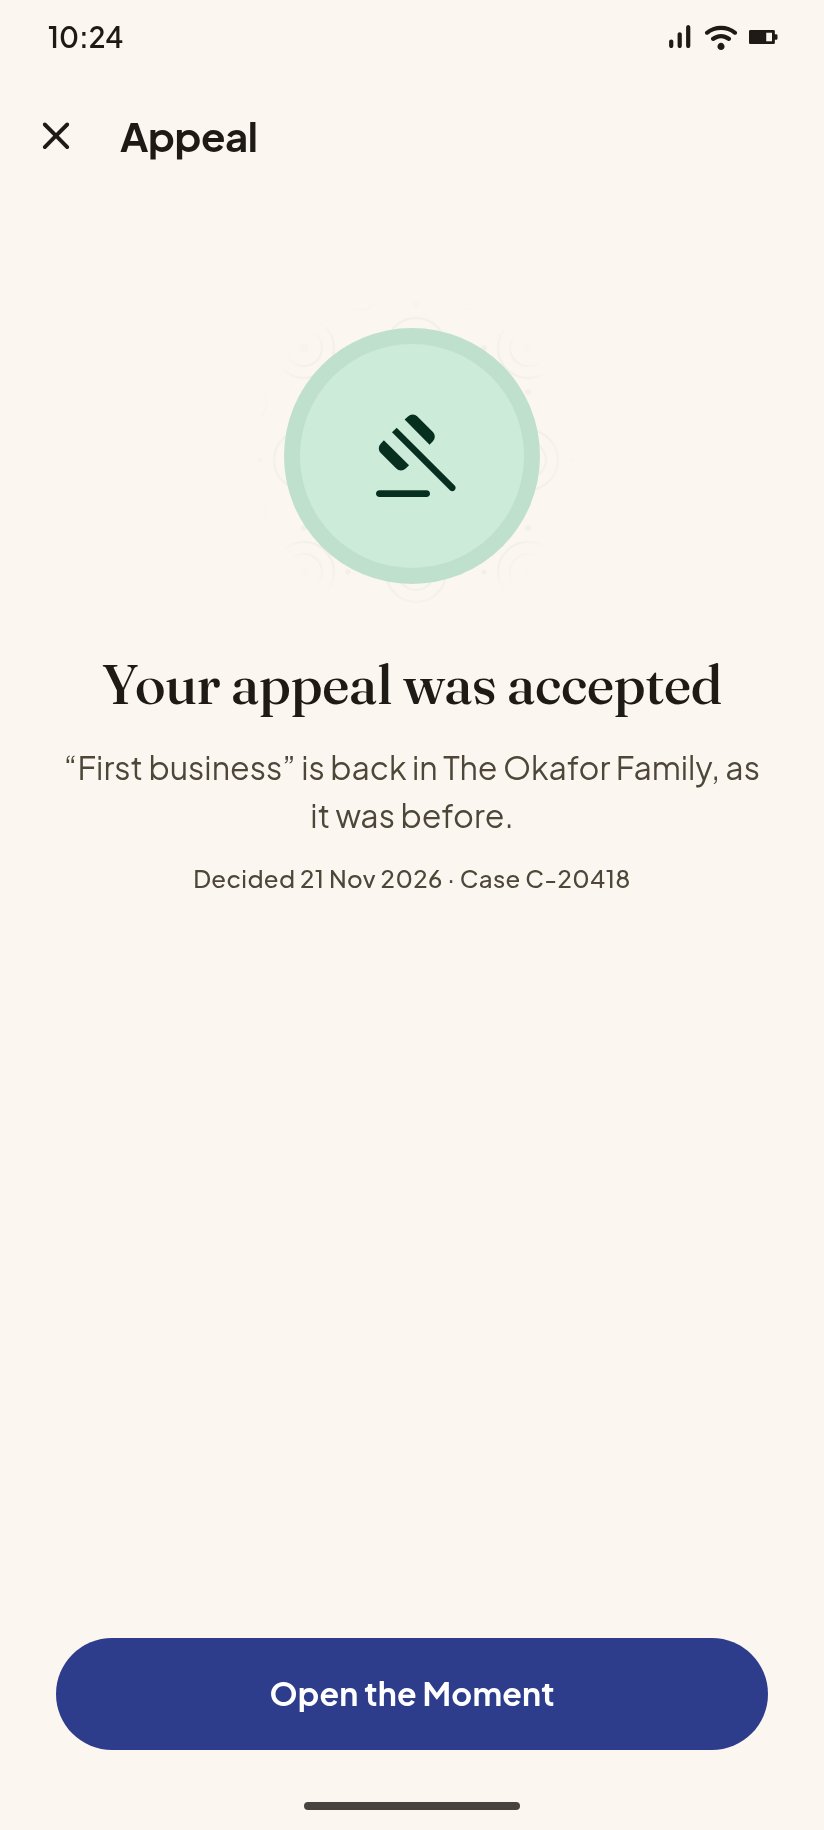 10:24
Appeal
Your appeal was accepted
“First business” is back in The Okafor Family, as
it was before.
Decided 21 Nov 2026 · Case C-20418
Open the Moment